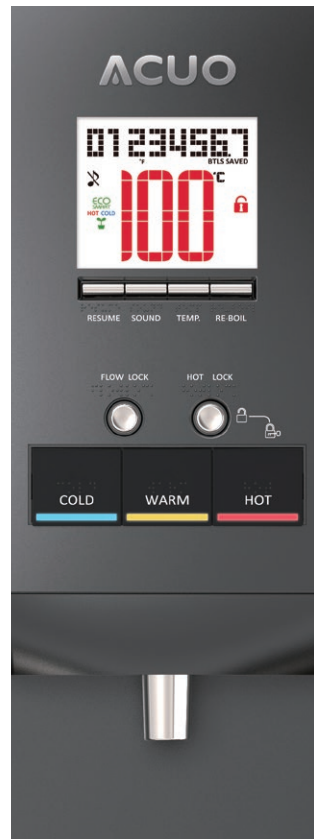 ACUO
01234567
°F BTLS SAVED
100 °C
ECO
SMART
HOT COLD
RESUME SOUND TEMP. RE-BOIL
FLOW LOCK HOT LOCK
COLD WARM HOT